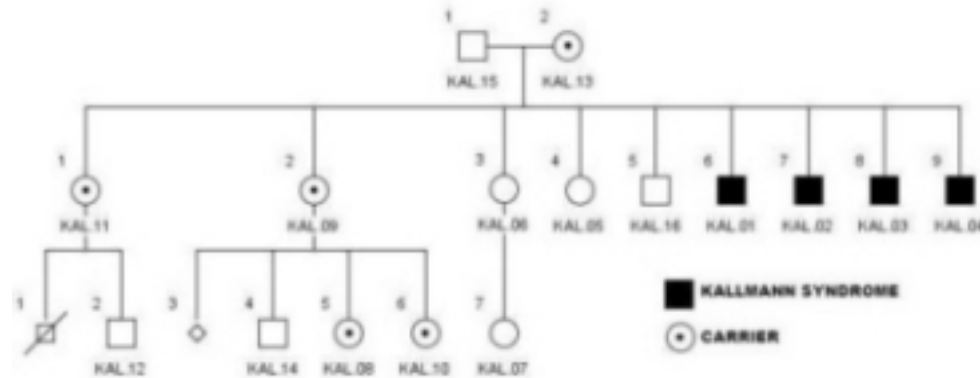 1 2
KAL.15 KAL.13
1 2 3 4 5 6 7 8 9
KAL.11 KAL.09 KAL.06 KAL.05 KAL.16 KAL.01 KAL.02 KAL.03 KAL.04
1 2 3 4 5 6 7
KAL.12 KAL.14 KAL.08 KAL.10 KAL.07
KALLMANN SYNDROME
CARRIER